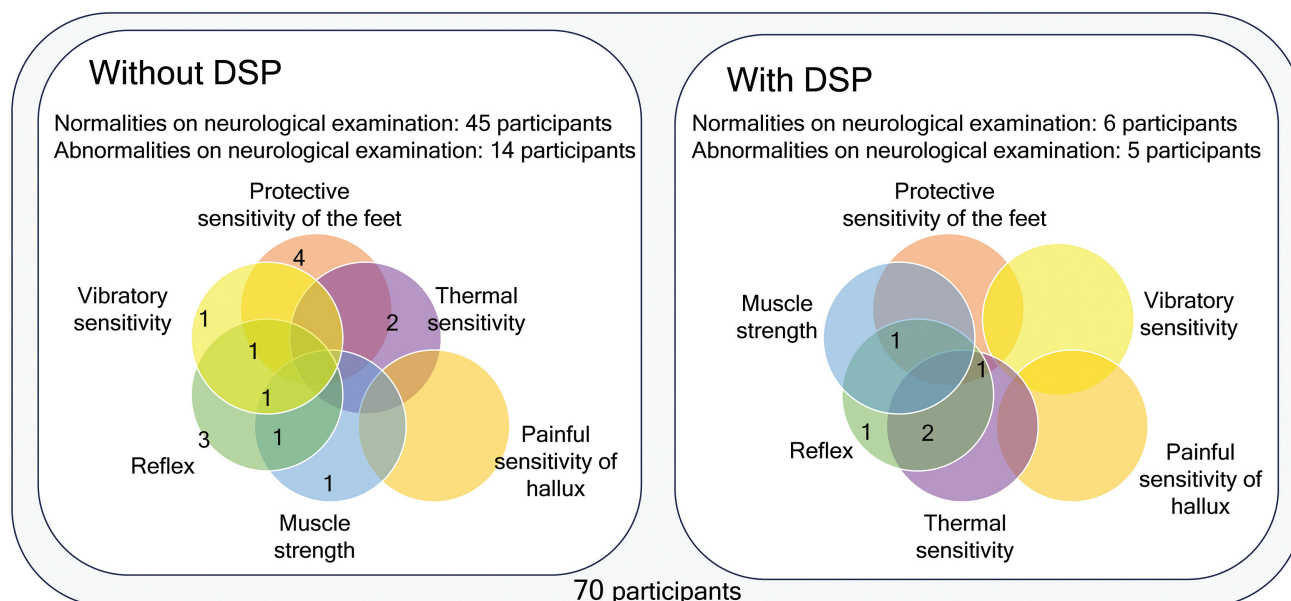 Without DSP
Normalities on neurological examination: 45 participants
Abnormalities on neurological examination: 14 participants
Protective
sensitivity of the feet
4
Vibratory
sensitivity
1
Thermal
sensitivity
2
1
1
3
1
Reflex
1
Painful
sensitivity of
hallux
Muscle
strength
With DSP
Normalities on neurological examination: 6 participants
Abnormalities on neurological examination: 5 participants
Protective
sensitivity of the feet
Muscle
strength
Vibratory
sensitivity
1
1
1
2
Reflex
Painful
sensitivity of
hallux
Thermal
sensitivity
70 participants